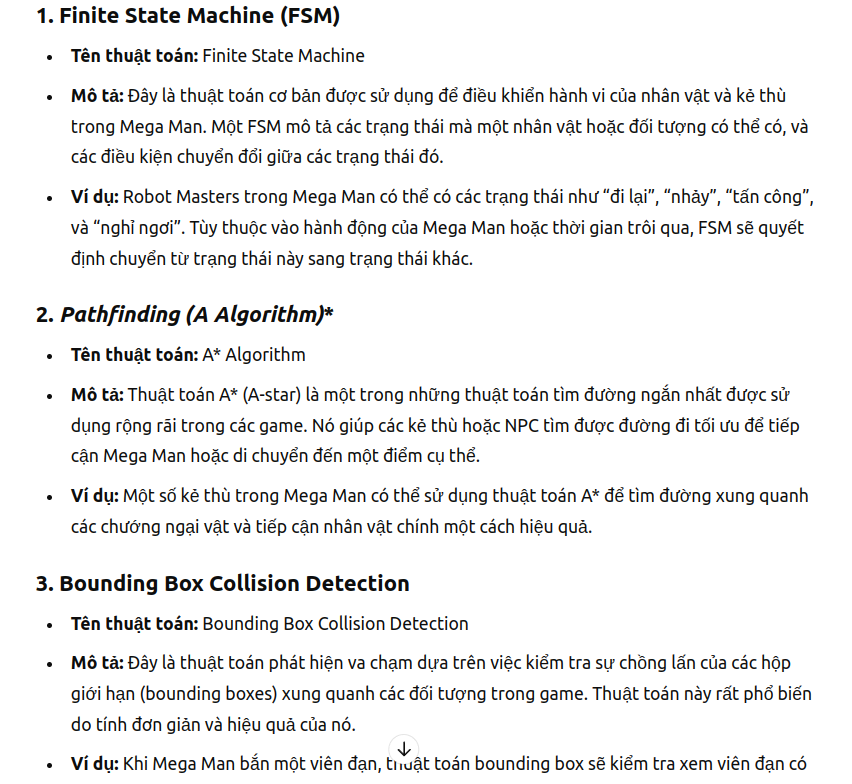 1. Finite State Machine (FSM)
• Tên thuật toán: Finite State Machine
• Mô tả: Đây là thuật toán cơ bản được sử dụng để điều khiển hành vi của nhân vật và kẻ thù
trong Mega Man. Một FSM mô tả các trạng thái mà một nhân vật hoặc đối tượng có thể có, và
các điều kiện chuyển đổi giữa các trạng thái đó.
• Ví dụ: Robot Masters trong Mega Man có thể có các trạng thái như “đi lại”, “nhảy”, “tấn công”,
và “nghỉ ngơi”. Tùy thuộc vào hành động của Mega Man hoặc thời gian trôi qua, FSM sẽ quyết
định chuyển từ trạng thái này sang trạng thái khác.
2. Pathfinding (A Algorithm)*
• Tên thuật toán: A* Algorithm
• Mô tả: Thuật toán A* (A-star) là một trong những thuật toán tìm đường ngắn nhất được sử
dụng rộng rãi trong các game. Nó giúp các kẻ thù hoặc NPC tìm được đường đi tối ưu để tiếp
cận Mega Man hoặc di chuyển đến một điểm cụ thể.
• Ví dụ: Một số kẻ thù trong Mega Man có thể sử dụng thuật toán A* để tìm đường xung quanh
các chướng ngại vật và tiếp cận nhân vật chính một cách hiệu quả.
3. Bounding Box Collision Detection
• Tên thuật toán: Bounding Box Collision Detection
• Mô tả: Đây là thuật toán phát hiện va chạm dựa trên việc kiểm tra sự chồng lấn của các hộp
giới hạn (bounding boxes) xung quanh các đối tượng trong game. Thuật toán này rất phổ biến
do tính đơn giản và hiệu quả của nó.
• Ví dụ: Khi Mega Man bắn một viên đạn, thuật toán bounding box sẽ kiểm tra xem viên đạn có